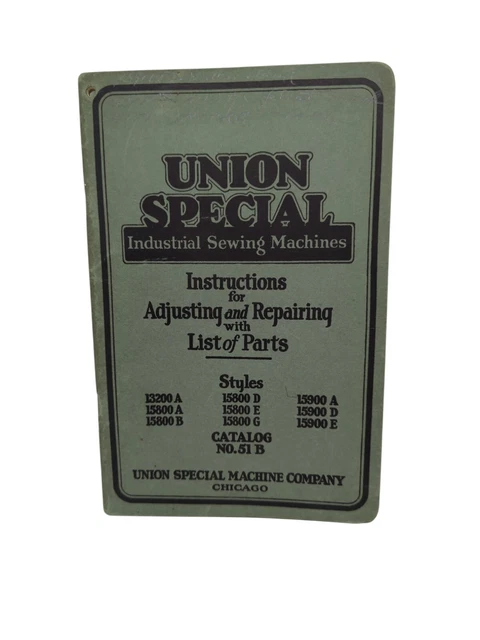 UNION
SPECIAL
Industrial Sewing Machines
Instructions
for
Adjusting and Repairing
with
List of Parts
Styles
13200 A 15800 D 15900 A
15800 A 15800 E 15900 D
15800 B 15800 G 15900 E
CATALOG
NO. 51 B
UNION SPECIAL MACHINE COMPANY
CHICAGO